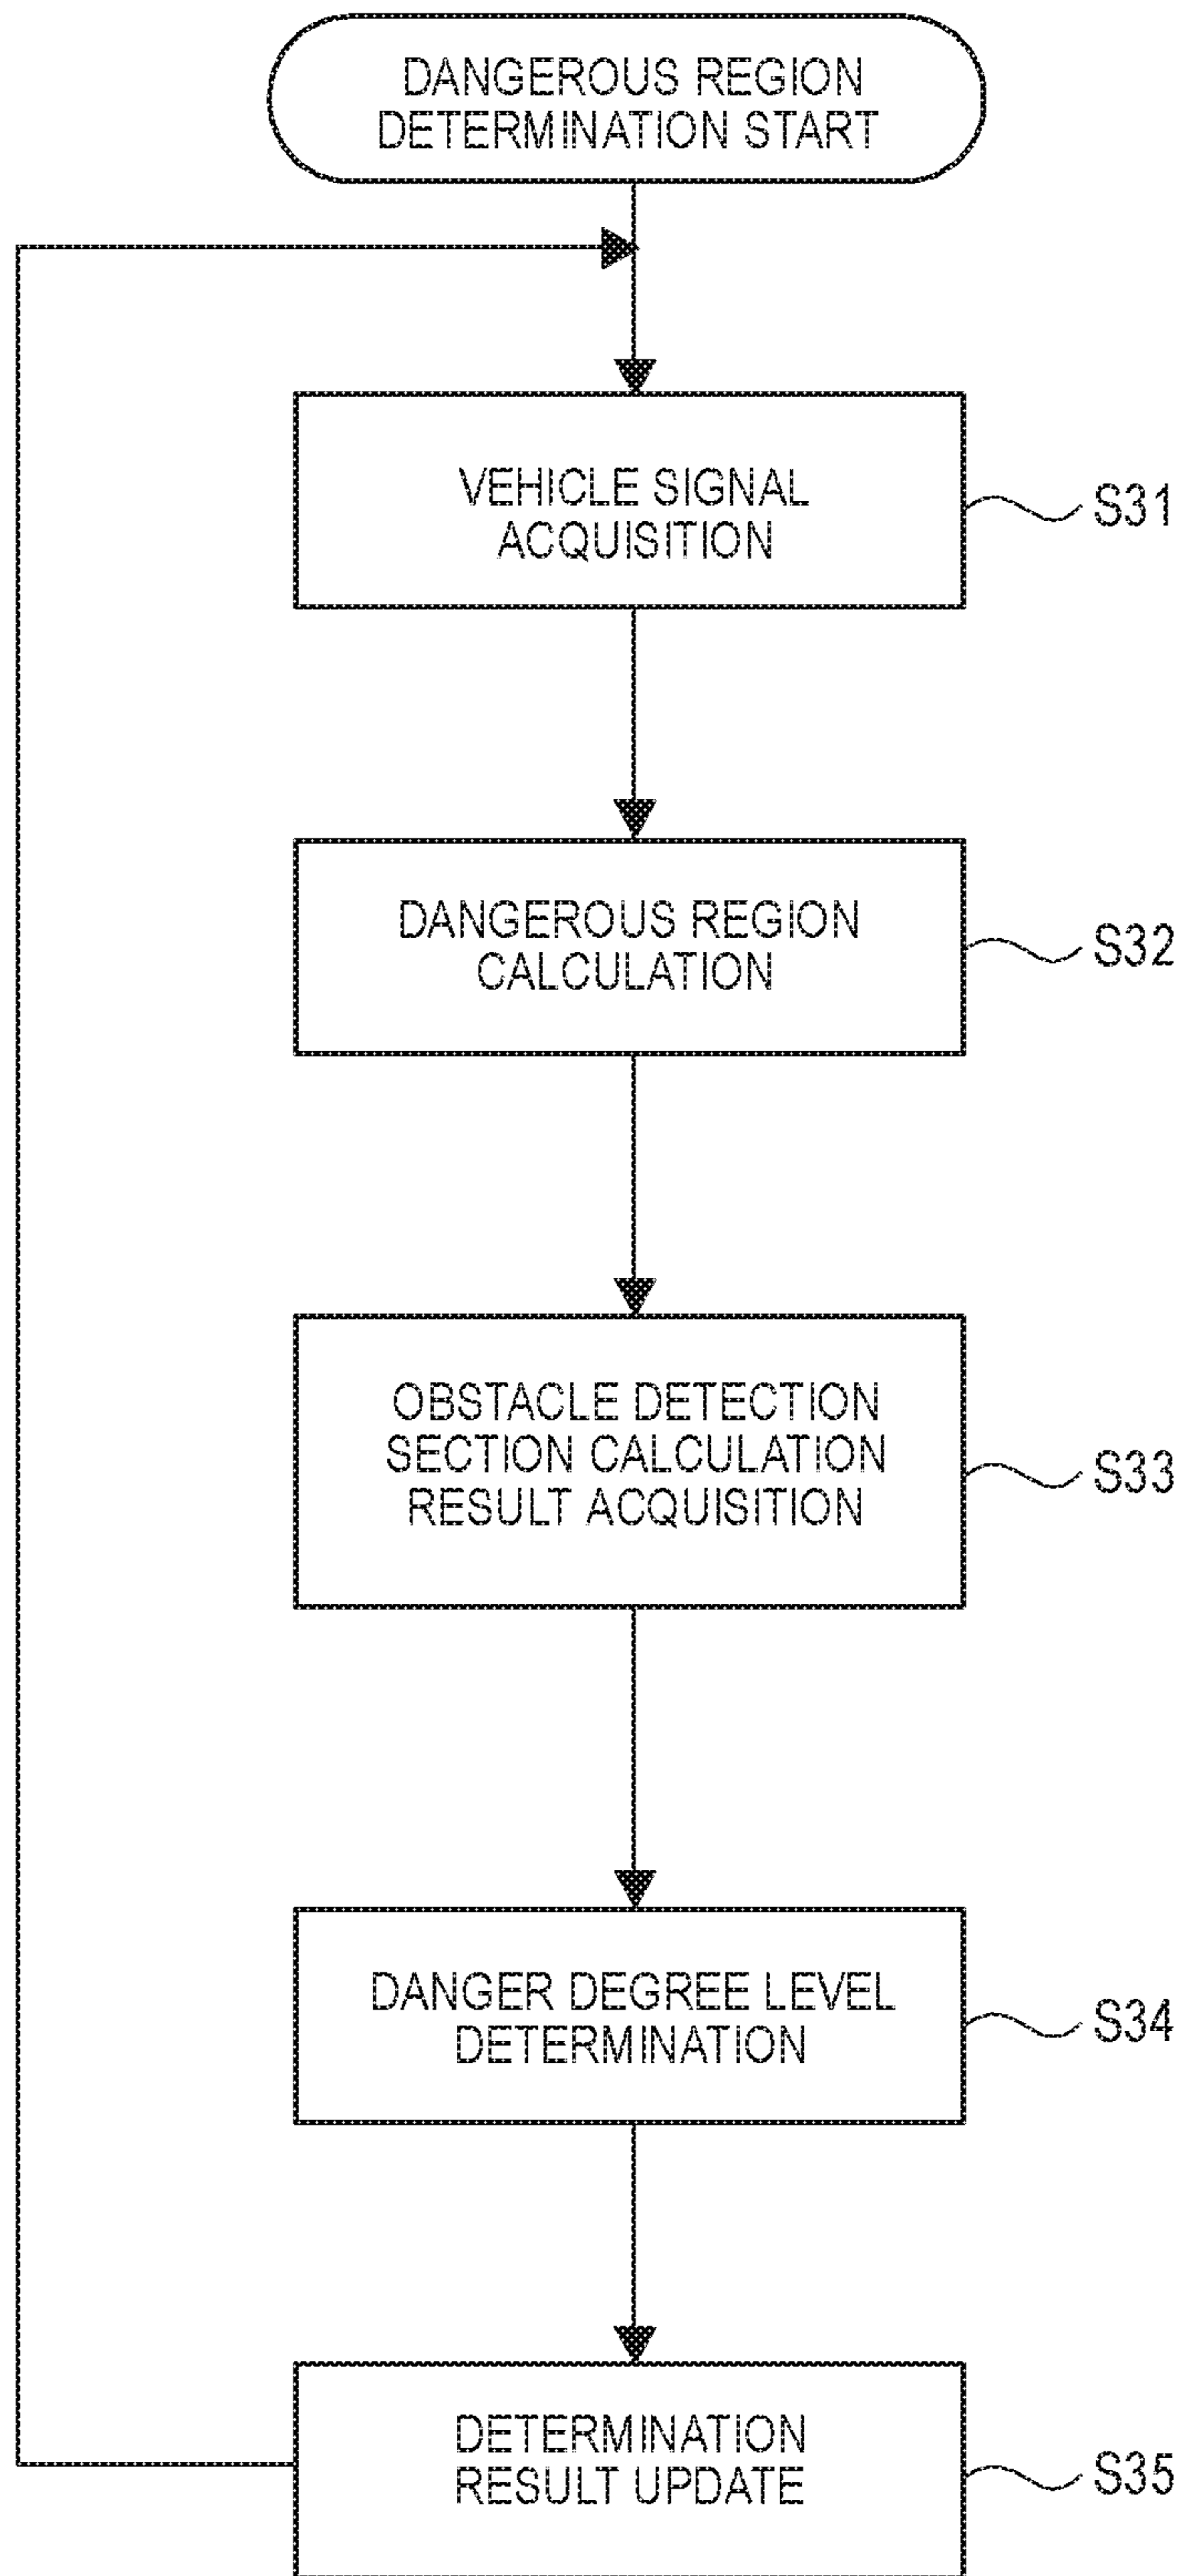 DANGEROUS REGION
DETERMINATION START
VEHICLE SIGNAL
ACQUISITION
S31
DANGEROUS REGION
CALCULATION
S32
OBSTACLE DETECTION
SECTION CALCULATION
RESULT ACQUISITION
S33
DANGER DEGREE LEVEL
DETERMINATION
S34
DETERMINATION
RESULT UPDATE
S35